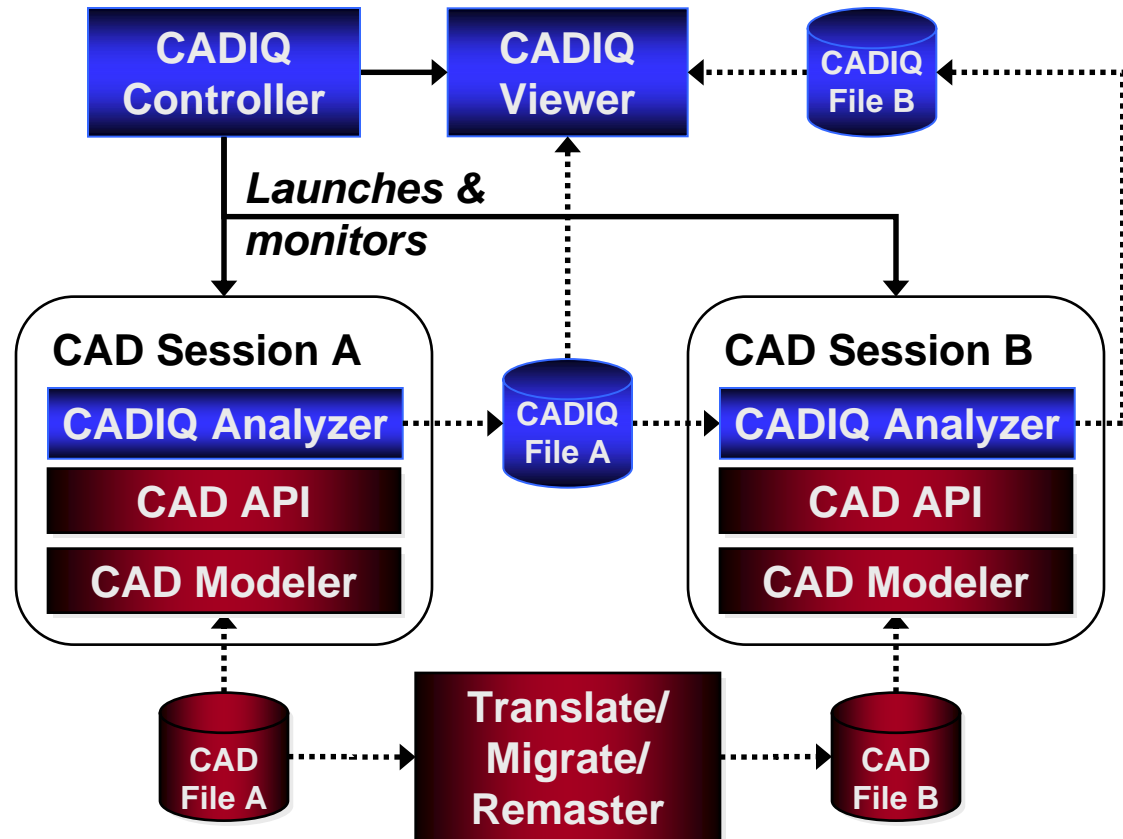 CADIQ
Controller
CADIQ
Viewer
CADIQ
File B
Launches &
monitors
CAD Session A
CADIQ Analyzer
CAD API
CAD Modeler
CADIQ
File A
CAD Session B
CADIQ Analyzer
CAD API
CAD Modeler
CAD
File A
Translate/
Migrate/
Remaster
CAD
File B